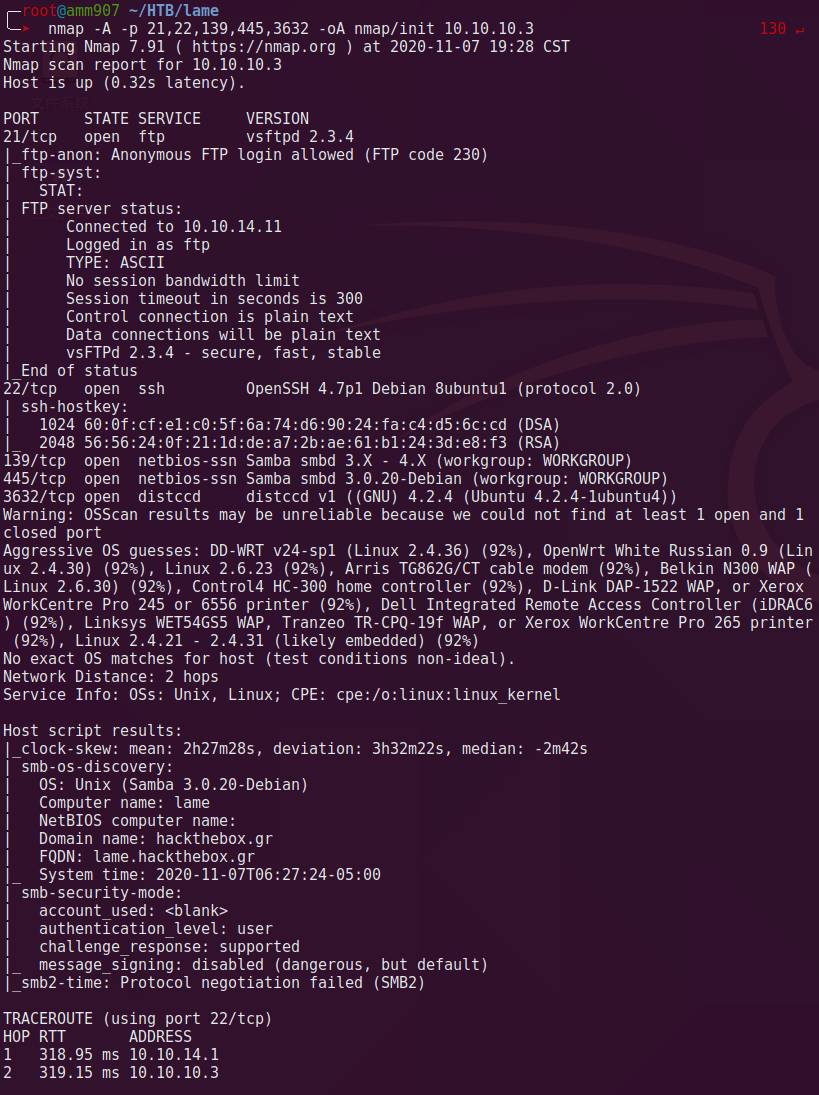 root@amm907 ~/HTB/lame
nmap -A -p 21,22,139,445,3632 -oA nmap/init 10.10.10.3 130 ↵
Starting Nmap 7.91 ( https://nmap.org ) at 2020-11-07 19:28 CST
Nmap scan report for 10.10.10.3
Host is up (0.32s latency).
PORT     STATE SERVICE     VERSION
21/tcp   open  ftp         vsftpd 2.3.4
|_ftp-anon: Anonymous FTP login allowed (FTP code 230)
| ftp-syst:
|   STAT:
| FTP server status:
|      Connected to 10.10.14.11
|      Logged in as ftp
|      TYPE: ASCII
|      No session bandwidth limit
|      Session timeout in seconds is 300
|      Control connection is plain text
|      Data connections will be plain text
|      vsFTPd 2.3.4 - secure, fast, stable
|_End of status
22/tcp   open  ssh         OpenSSH 4.7p1 Debian 8ubuntu1 (protocol 2.0)
| ssh-hostkey:
|   1024 60:0f:cf:e1:c0:5f:6a:74:d6:90:24:fa:c4:d5:6c:cd (DSA)
|_  2048 56:56:24:0f:21:1d:de:a7:2b:ae:61:b1:24:3d:e8:f3 (RSA)
139/tcp  open  netbios-ssn Samba smbd 3.X - 4.X (workgroup: WORKGROUP)
445/tcp  open  netbios-ssn Samba smbd 3.0.20-Debian (workgroup: WORKGROUP)
3632/tcp open  distccd     distccd v1 ((GNU) 4.2.4 (Ubuntu 4.2.4-1ubuntu4))
Warning: OSScan results may be unreliable because we could not find at least 1 open and 1
closed port
Aggressive OS guesses: DD-WRT v24-sp1 (Linux 2.4.36) (92%), OpenWrt White Russian 0.9 (Lin
ux 2.4.30) (92%), Linux 2.6.23 (92%), Arris TG862G/CT cable modem (92%), Belkin N300 WAP (
Linux 2.6.30) (92%), Control4 HC-300 home controller (92%), D-Link DAP-1522 WAP, or Xerox
WorkCentre Pro 245 or 6556 printer (92%), Dell Integrated Remote Access Controller (iDRAC6
) (92%), Linksys WET54GS5 WAP, Tranzeo TR-CPQ-19f WAP, or Xerox WorkCentre Pro 265 printer
(92%), Linux 2.4.21 - 2.4.31 (likely embedded) (92%)
No exact OS matches for host (test conditions non-ideal).
Network Distance: 2 hops
Service Info: OSs: Unix, Linux; CPE: cpe:/o:linux:linux_kernel
Host script results:
|_clock-skew: mean: 2h27m28s, deviation: 3h32m22s, median: -2m42s
| smb-os-discovery:
|   OS: Unix (Samba 3.0.20-Debian)
|   Computer name: lame
|   NetBIOS computer name:
|   Domain name: hackthebox.gr
|   FQDN: lame.hackthebox.gr
|_  System time: 2020-11-07T06:27:24-05:00
| smb-security-mode:
|   account_used: <blank>
|   authentication_level: user
|   challenge_response: supported
|_  message_signing: disabled (dangerous, but default)
|_smb2-time: Protocol negotiation failed (SMB2)
TRACEROUTE (using port 22/tcp)
HOP RTT       ADDRESS
1   318.95 ms 10.10.14.1
2   319.15 ms 10.10.10.3